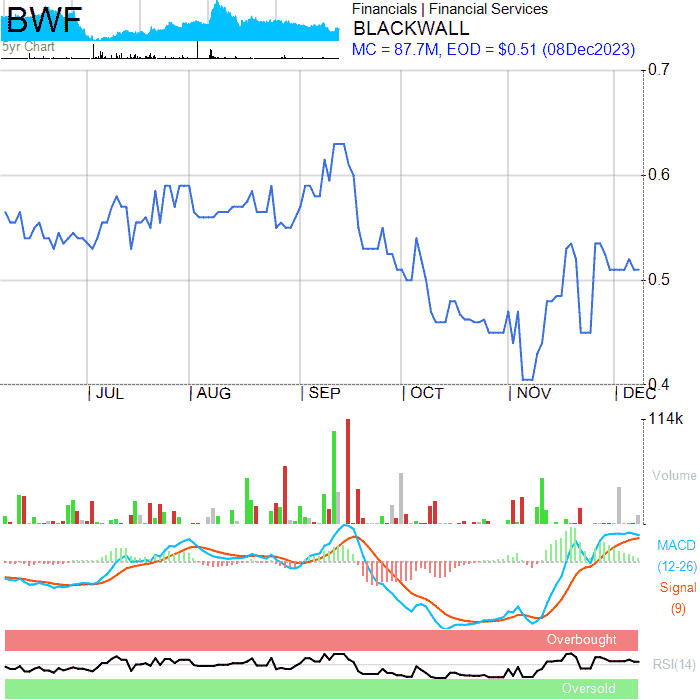 BWF
5yr Chart
Financials | Financial Services
BLACKWALL
MC = 87.7M, EOD = $0.51 (08Dec2023)
0.7
0.6
0.5
0.4
JUL AUG SEP OCT NOV DEC
114k
Volume
MACD
(12-26)
Signal
(9)
Overbought
RSI(14)
Oversold